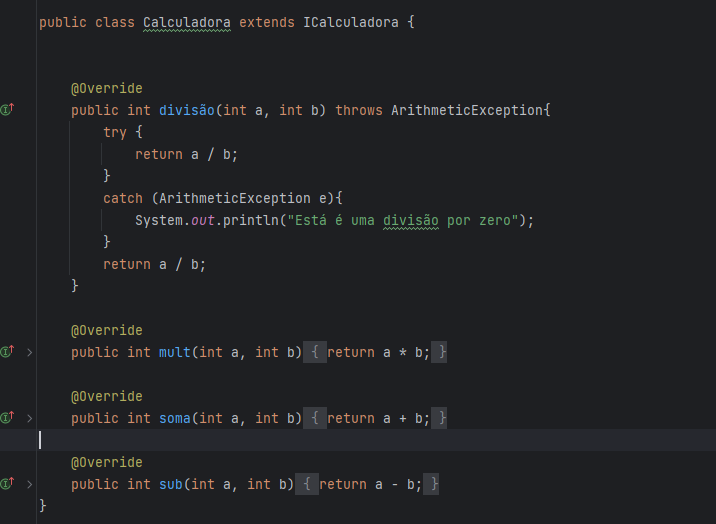 public class Calculadora extends ICalculadora {
@Override
public int divisão(int a, int b) throws ArithmeticException{
try {
return a / b;
}
catch (ArithmeticException e){
System.out.println("Está é uma divisão por zero");
}
return a / b;
}
@Override
public int mult(int a, int b) { return a * b; }
@Override
public int soma(int a, int b) { return a + b; }
@Override
public int sub(int a, int b) { return a - b; }
}